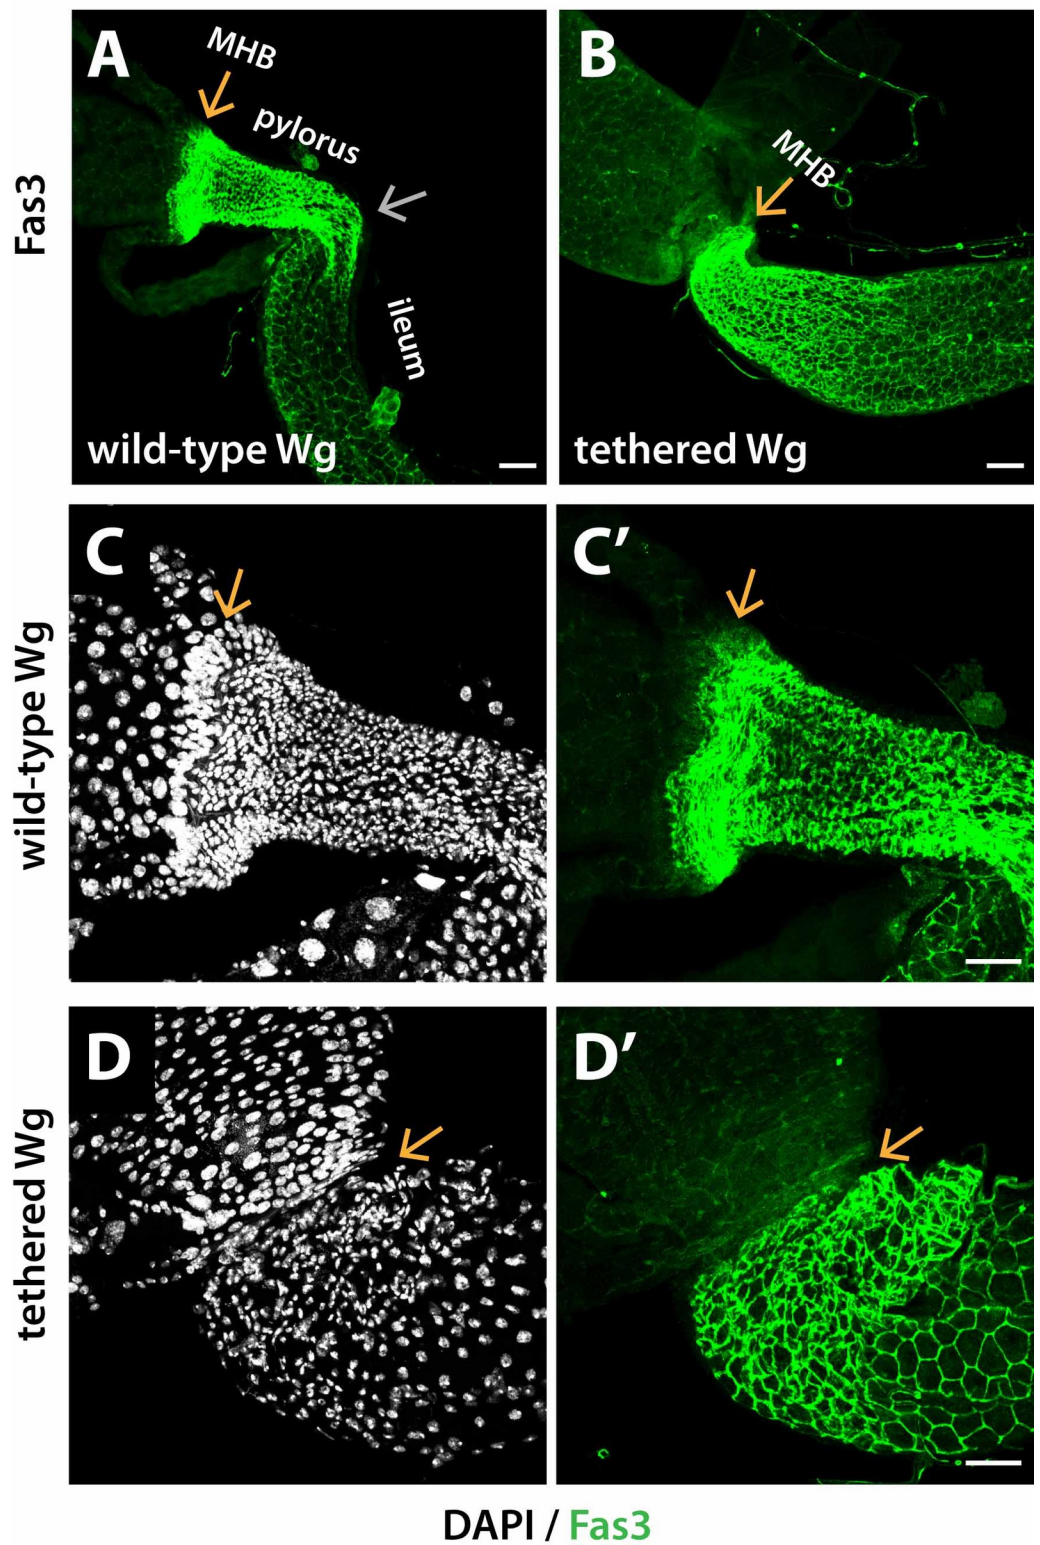 A
MHB
pylorus
ileum
wild-type Wg
B
MHB
tethered Wg
Fas3
C
C′
wild-type Wg
D
D′
tethered Wg
DAPI / Fas3